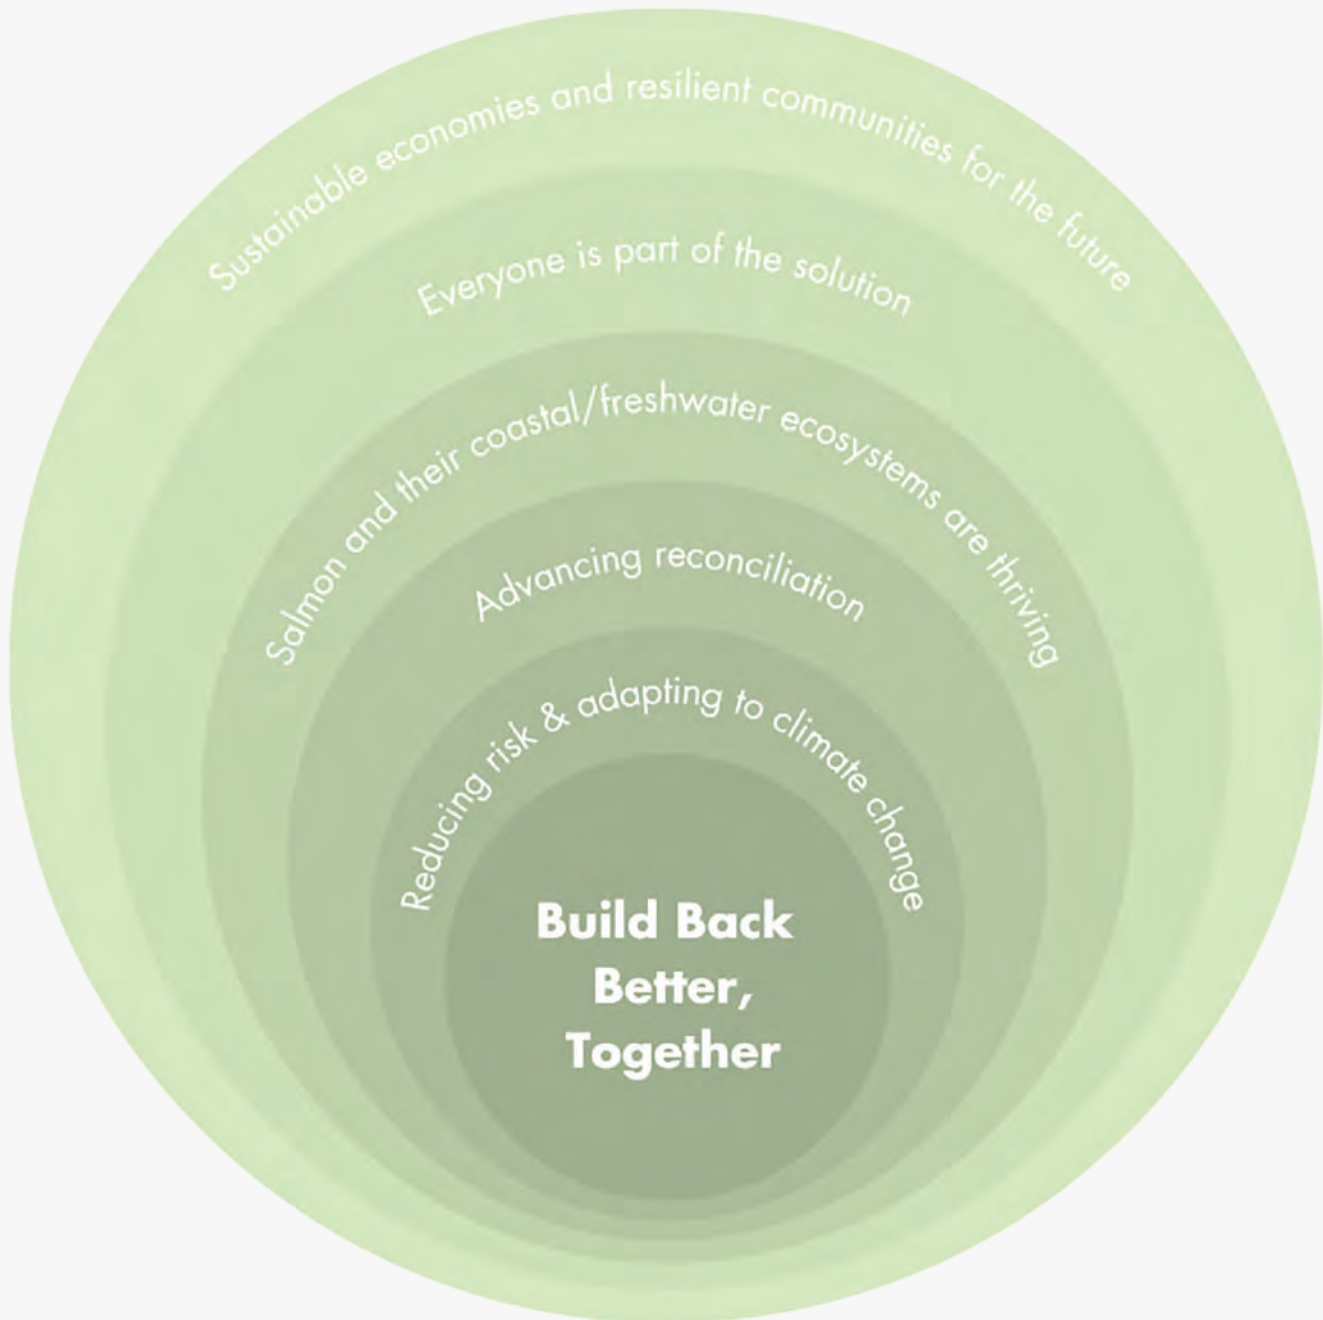 Sustainable economies and resilient communities for the future
Everyone is part of the solution
Salmon and their coastal/freshwater ecosystems are thriving
Advancing reconciliation
Reducing risk & adapting to climate change
Build Back
Better,
Together